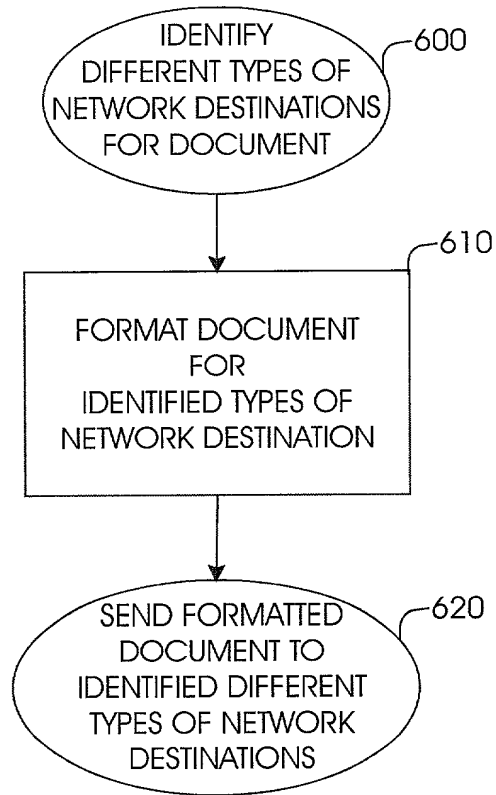 IDENTIFY
DIFFERENT TYPES OF
NETWORK DESTINATIONS
FOR DOCUMENT
600
610
FORMAT DOCUMENT
FOR
IDENTIFIED TYPES OF
NETWORK DESTINATION
620
SEND FORMATTED
DOCUMENT TO
IDENTIFIED DIFFERENT
TYPES OF NETWORK
DESTINATIONS